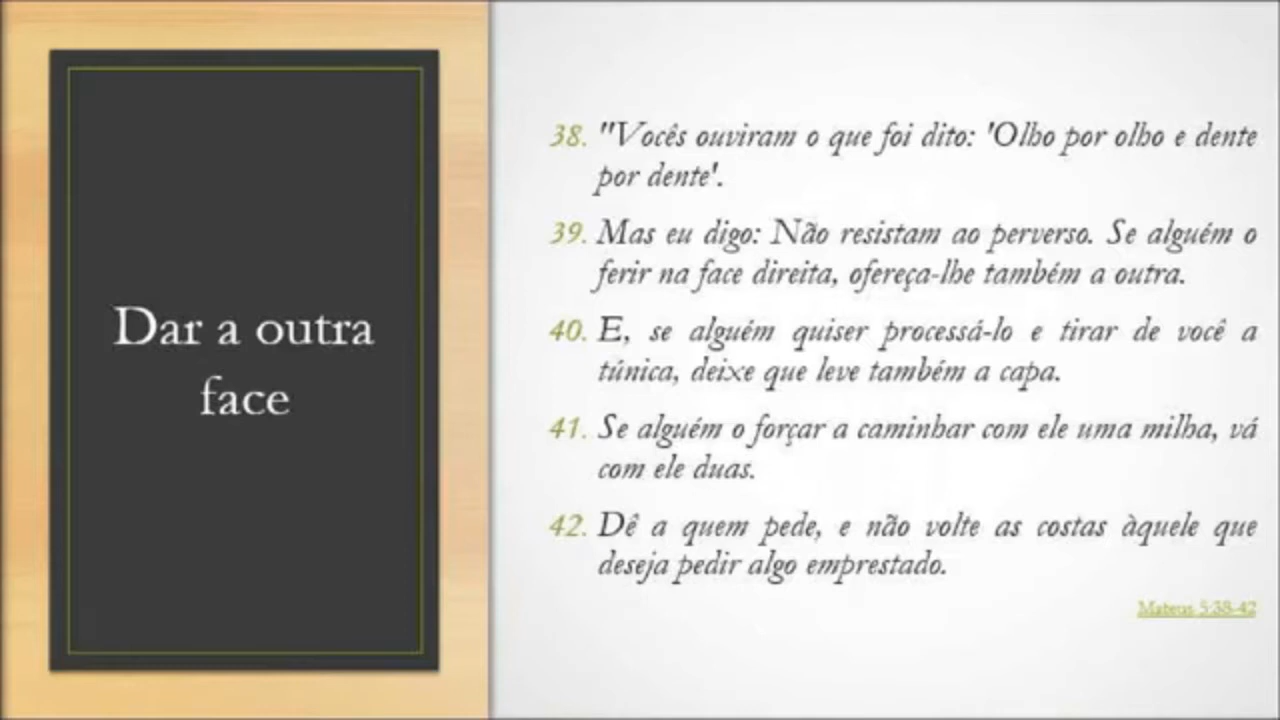 Dar a outra
face
38. "Vocês ouviram o que foi dito: 'Olho por olho e dente
por dente'.
39. Mas eu digo: Não resistam ao perverso. Se alguém o
ferir na face direita, ofereça-lhe também a outra.
40. E, se alguém quiser processá-lo e tirar de você a
túnica, deixe que leve também a capa.
41. Se alguém o forçar a caminhar com ele uma milha, vá
com ele duas.
42. Dê a quem pede, e não volte as costas àquele que
deseja pedir algo emprestado.
Mateus 5:38-42